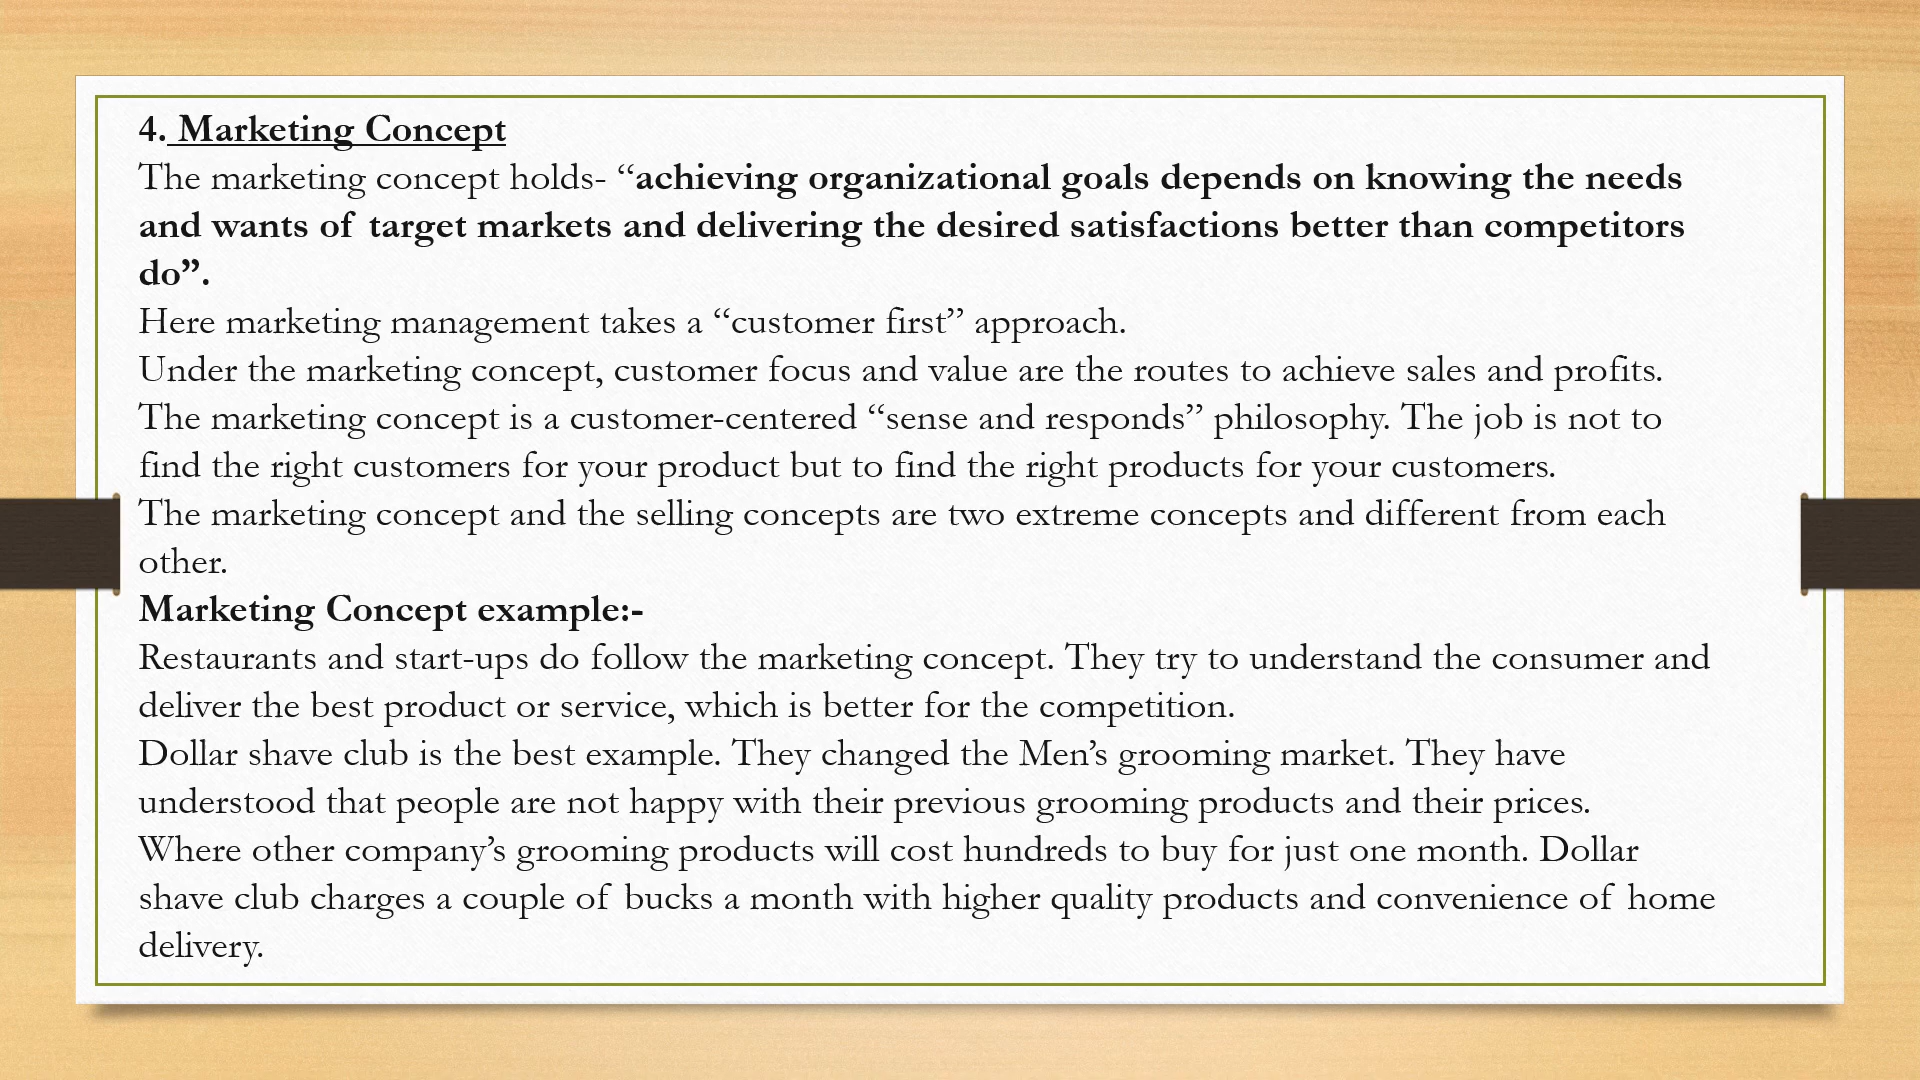 4. Marketing Concept
The marketing concept holds- “achieving organizational goals depends on knowing the needs
and wants of target markets and delivering the desired satisfactions better than competitors
do”.
Here marketing management takes a “customer first” approach.
Under the marketing concept, customer focus and value are the routes to achieve sales and profits.
The marketing concept is a customer-centered “sense and responds” philosophy. The job is not to
find the right customers for your product but to find the right products for your customers.
The marketing concept and the selling concepts are two extreme concepts and different from each
other.
Marketing Concept example:-
Restaurants and start-ups do follow the marketing concept. They try to understand the consumer and
deliver the best product or service, which is better for the competition.
Dollar shave club is the best example. They changed the Men’s grooming market. They have
understood that people are not happy with their previous grooming products and their prices.
Where other company’s grooming products will cost hundreds to buy for just one month. Dollar
shave club charges a couple of bucks a month with higher quality products and convenience of home
delivery.